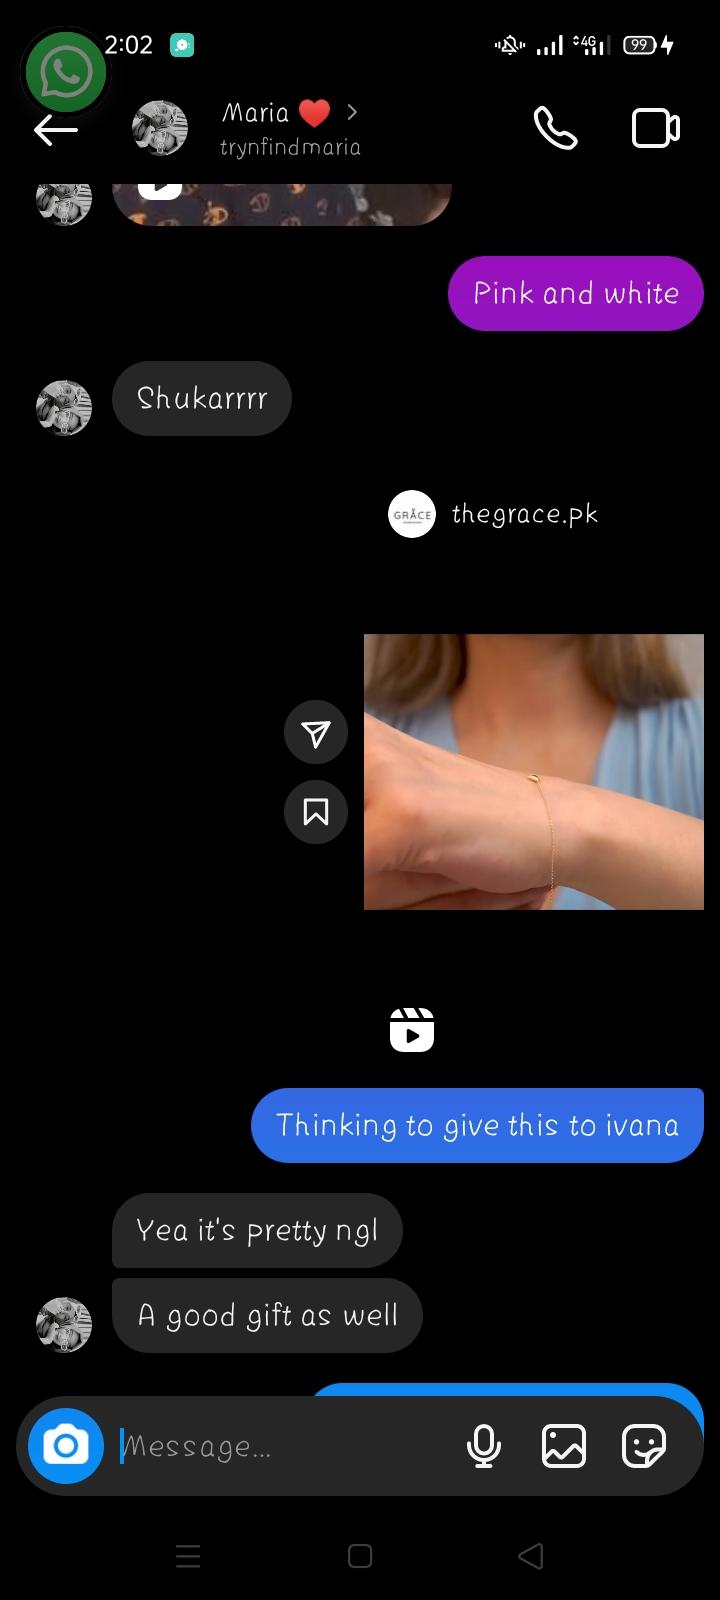 2:02
4G
99
Maria ❤️ >
trynfindmaria
Pink and white
Shukarrrr
GRACE
thegrace.pk
Thinking to give this to ivana
Yea it's pretty ngl
A good gift as well
Message...